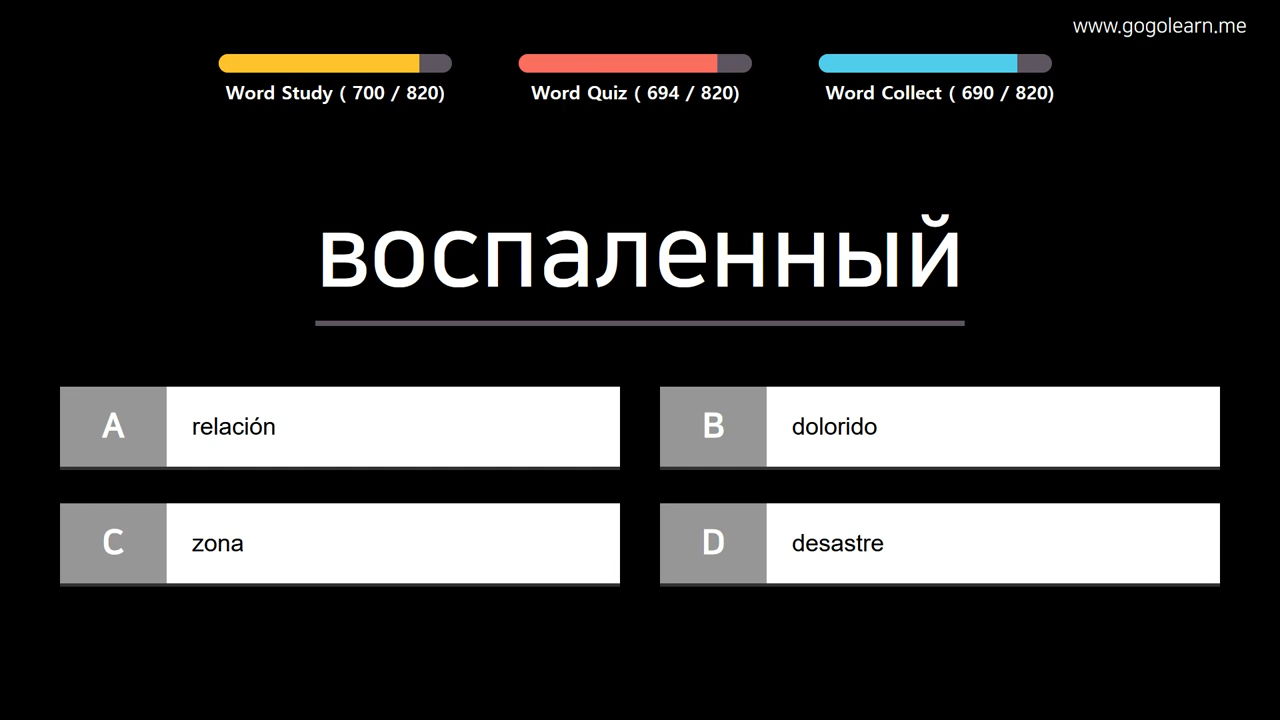 www.gogolearn.me
Word Study ( 700 / 820)
Word Quiz ( 694 / 820)
Word Collect ( 690 / 820)
воспаленный
A relación
B dolorido
C zona
D desastre